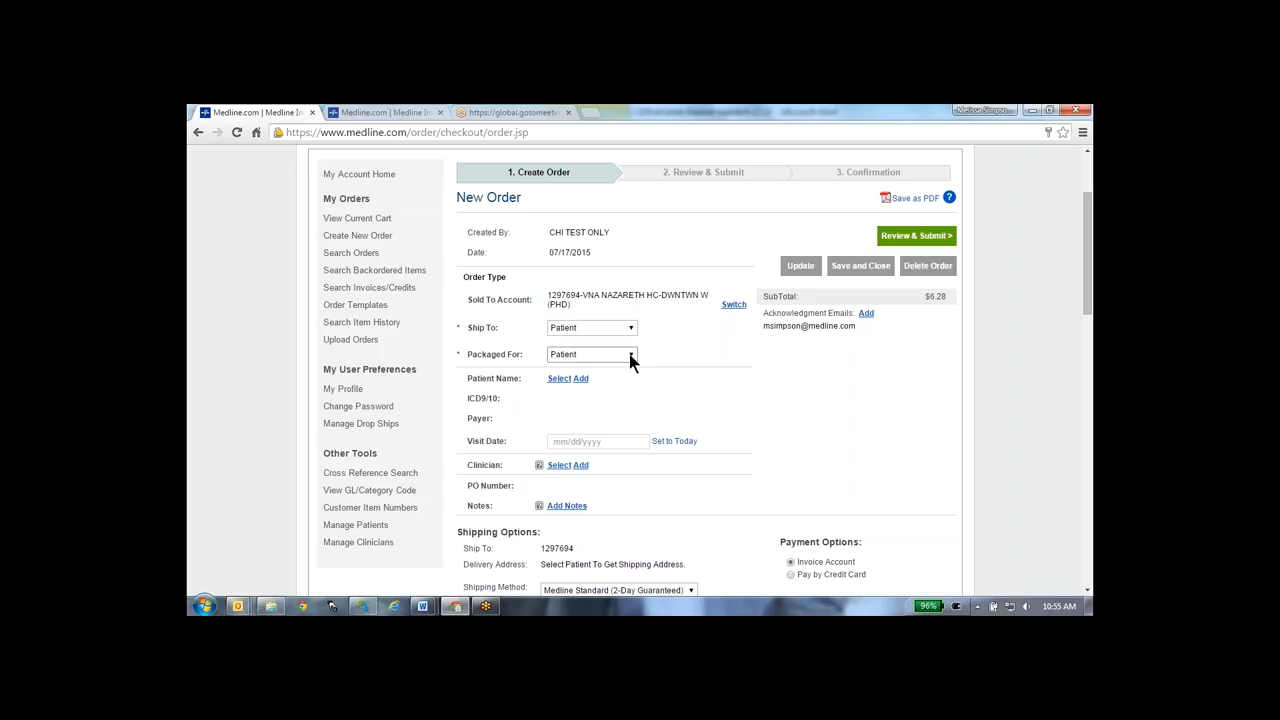 Medline.com | Medline In
Medline.com | Medline In
https://global.gotomeetin
https://www.medline.com/order/checkout/order.jsp
My Account Home
My Orders
View Current Cart
Create New Order
Search Orders
Search Backordered Items
Search Invoices/Credits
Order Templates
Search Item History
Upload Orders
My User Preferences
My Profile
Change Password
Manage Drop Ships
Other Tools
Cross Reference Search
View GL/Category Code
Customer Item Numbers
Manage Patients
Manage Clinicians
1. Create Order 2. Review & Submit 3. Confirmation
New Order
Save as PDF ?
Created By: CHI TEST ONLY
Date: 07/17/2015
Review & Submit >
Update Save and Close Delete Order
Order Type
Sold To Account: 1297694-VNA NAZARETH HC-DWNTWN W
(PHD)
Switch
* Ship To: Patient
* Packaged For: Patient
Patient Name: Select Add
ICD9/10:
Payer:
Visit Date: mm/dd/yyyy Set to Today
Clinician: Select Add
PO Number:
Notes: Add Notes
SubTotal: $6.28
Acknowledgment Emails: Add
msimpson@medline.com
Shipping Options:
Ship To: 1297694
Delivery Address: Select Patient To Get Shipping Address.
Shipping Method: Medline Standard (2-Day Guaranteed)
Payment Options:
Invoice Account
Pay by Credit Card
96%
10:55 AM